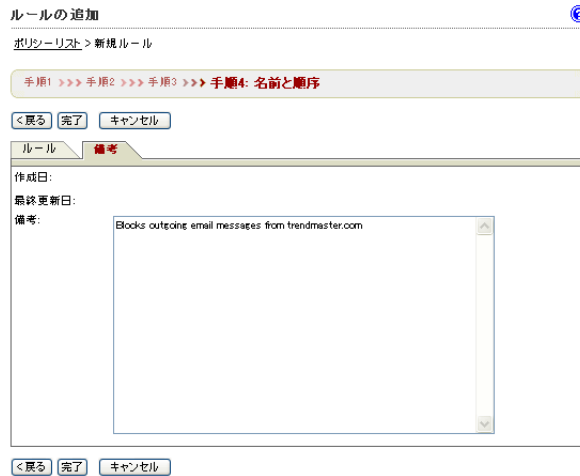 ルールの追加
ポリシーリスト > 新規ルール
手順1 >>> 手順2 >>> 手順3 >>> 手順4: 名前と順序
<戻る 完了 キャンセル
ルール 備考
作成日:
最終更新日:
備考:
Blocks outgoing email messages from trendmaster.com
<戻る 完了 キャンセル